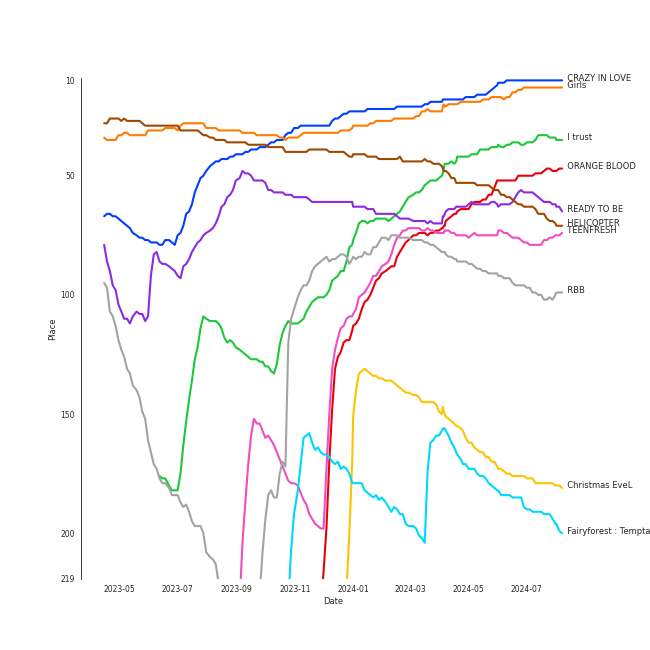 10
50
100
150
200
219
Place
2023-05
2023-07
2023-09
2023-11
2024-01
2024-03
2024-05
2024-07
Date
CRAZY IN LOVE
Girls
I trust
ORANGE BLOOD
READY TO BE
HELICOPTER
TEENFRESH
RBB
Christmas EveL
Fairyforest : Tempta